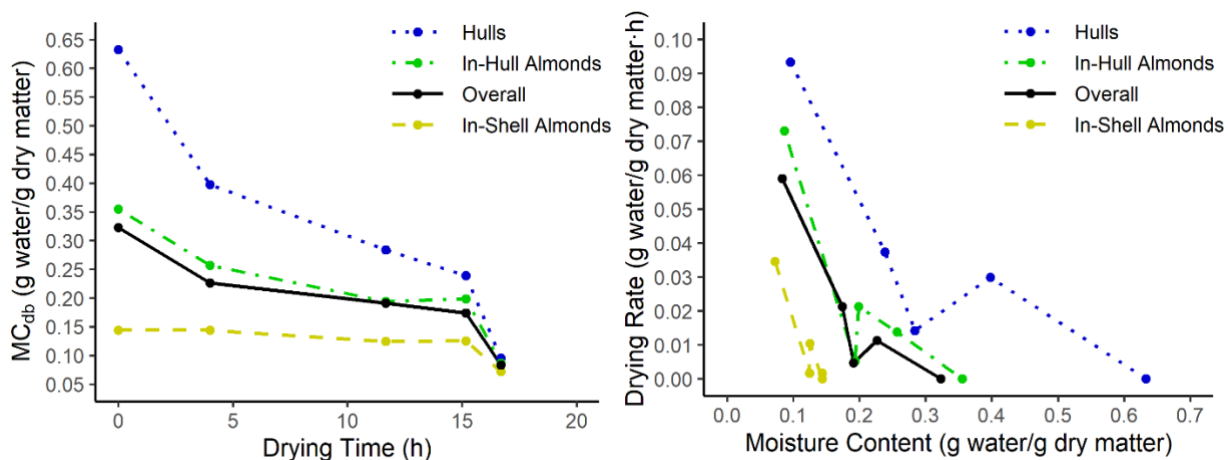 0.65
0.60
0.55
0.50
0.45
0.40
0.35
0.30
0.25
0.20
0.15
0.10
0.05
MC_db (g water/g dry matter)
0 5 10 15 20
Drying Time (h)
Hulls
In-Hull Almonds
Overall
In-Shell Almonds
0.10
0.09
0.08
0.07
0.06
0.05
0.04
0.03
0.02
0.01
0.00
Drying Rate (g water/g dry matter·h)
0.0 0.1 0.2 0.3 0.4 0.5 0.6 0.7
Moisture Content (g water/g dry matter)
Hulls
In-Hull Almonds
Overall
In-Shell Almonds